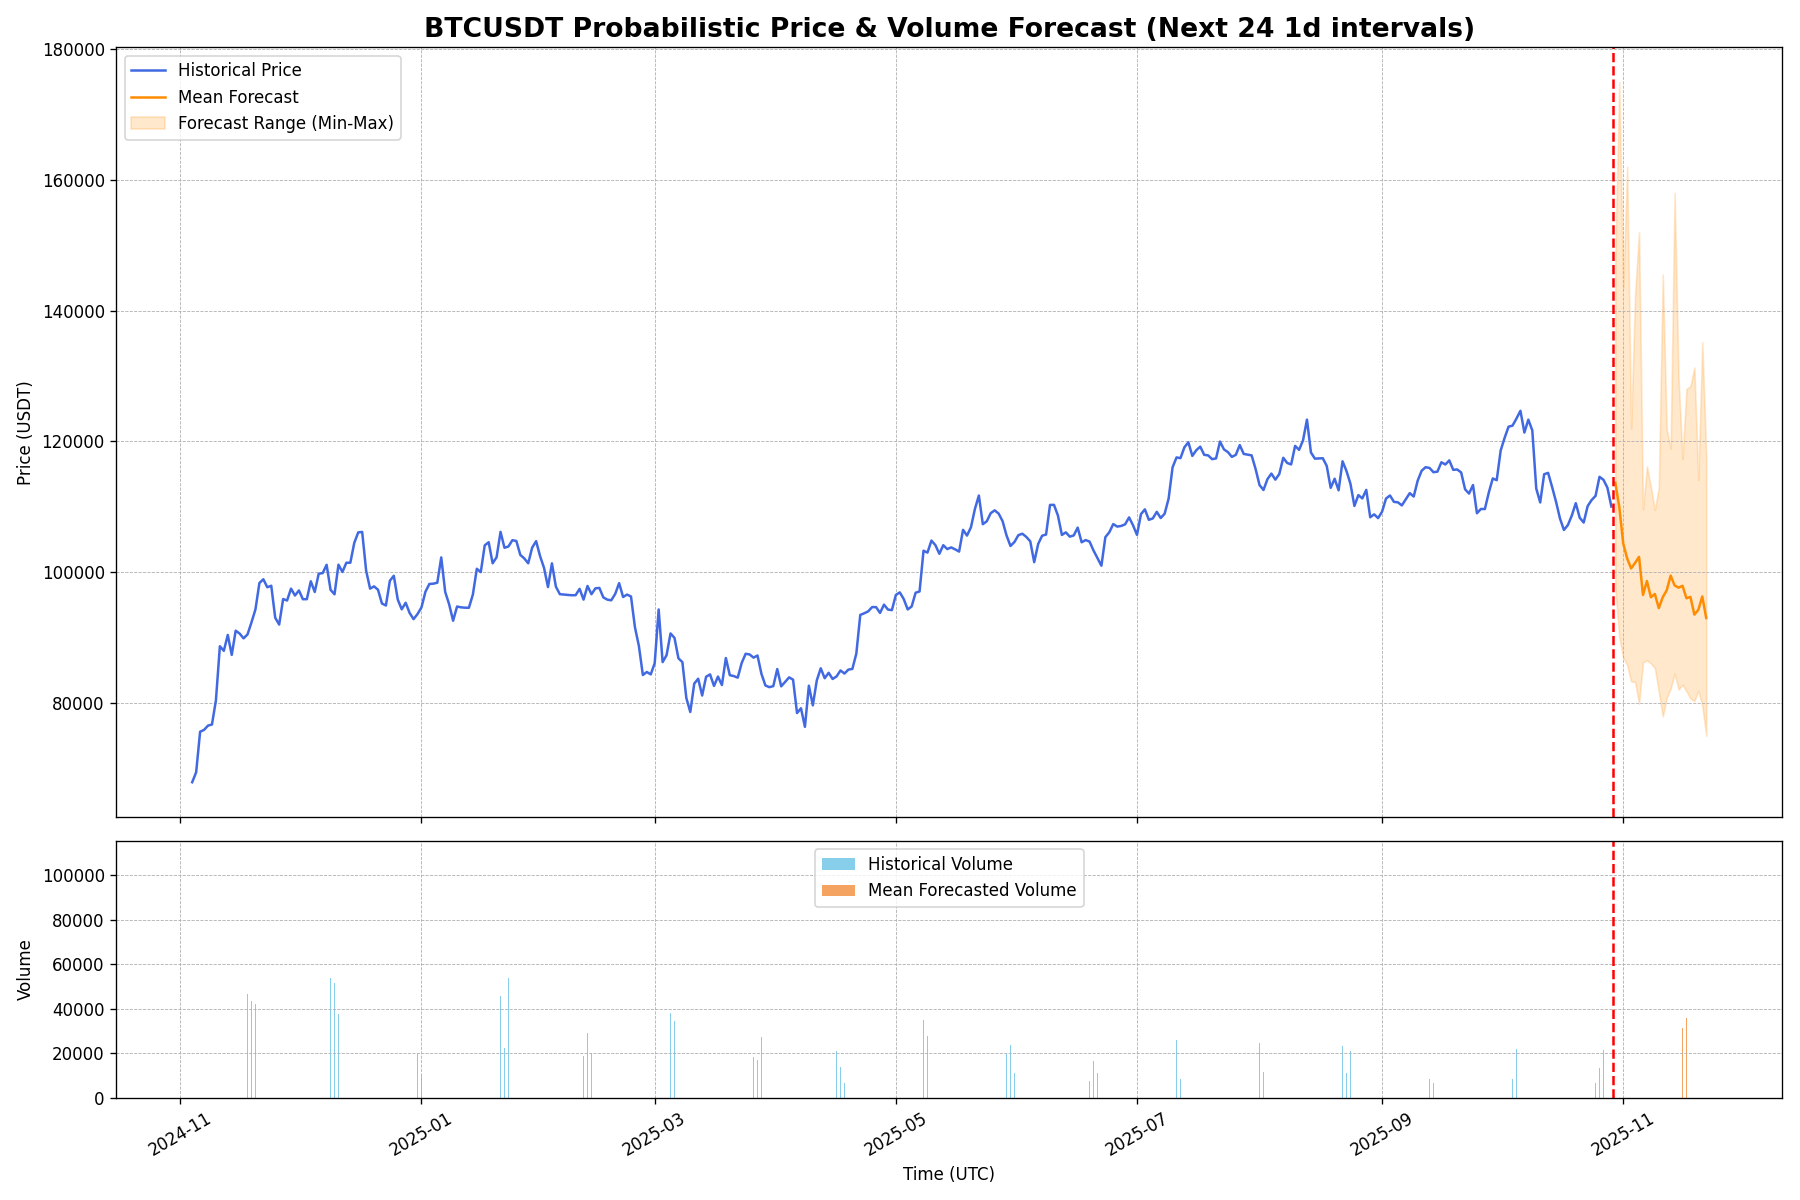 BTCUSDT Probabilistic Price & Volume Forecast (Next 24 1d intervals)
Historical Price
Mean Forecast
Forecast Range (Min-Max)
Price (USDT)
180000
160000
140000
120000
100000
80000
Historical Volume
Mean Forecasted Volume
Volume
100000
80000
60000
40000
20000
0
2024-11
2025-01
2025-03
2025-05
2025-07
2025-09
2025-11
Time (UTC)